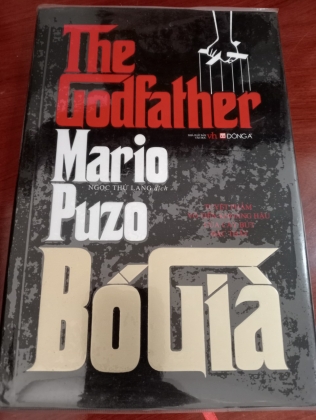 The
Godfather
ĐÔNG A
Mario
NGỌC THỨ LANG dịch
Puzo
Bố Già